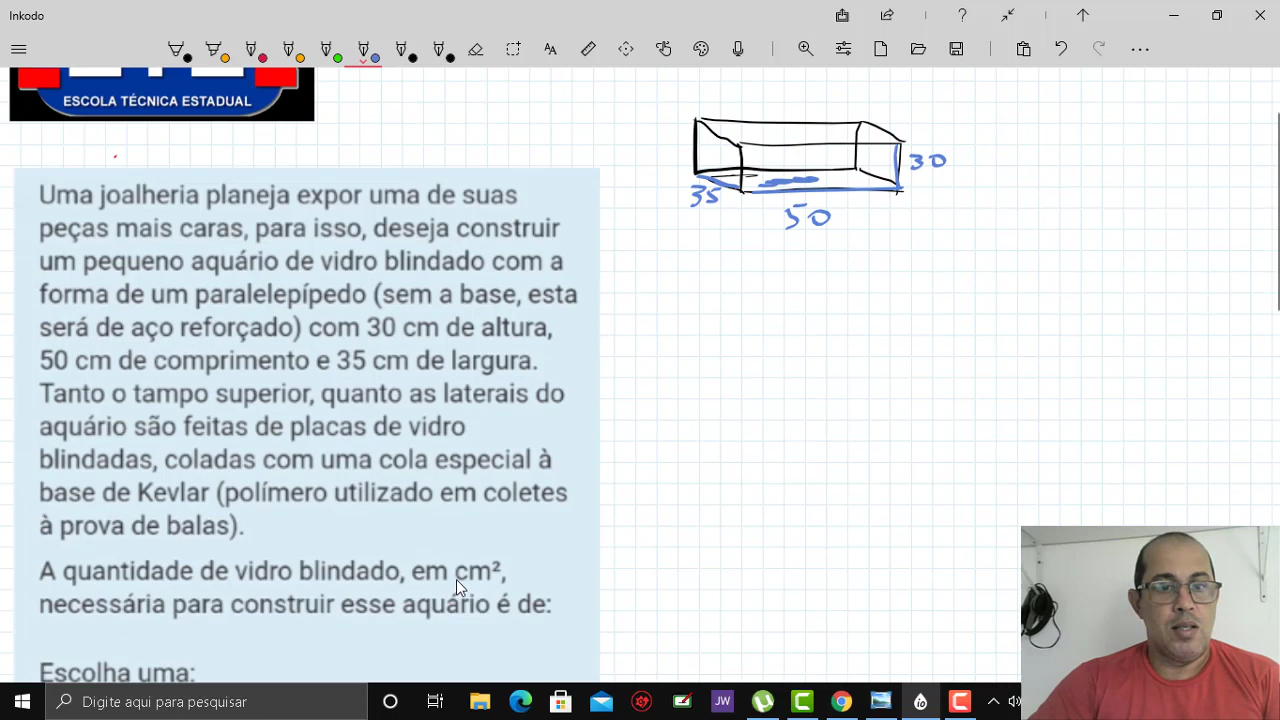 Inkodo
ESCOLA TÉCNICA ESTADUAL
30
35
50
Uma joalheria planeja expor uma de suas
peças mais caras, para isso, deseja construir
um pequeno aquário de vidro blindado com a
forma de um paralelepípedo (sem a base, esta
será de aço reforçado) com 30 cm de altura,
50 cm de comprimento e 35 cm de largura.
Tanto o tampo superior, quanto as laterais do
aquário são feitas de placas de vidro
blindadas, coladas com uma cola especial à
base de Kevlar (polímero utilizado em coletes
à prova de balas).
A quantidade de vidro blindado, em cm²,
necessária para construir esse aquário é de:
Escolha uma:
Digite aqui para pesquisar
JW